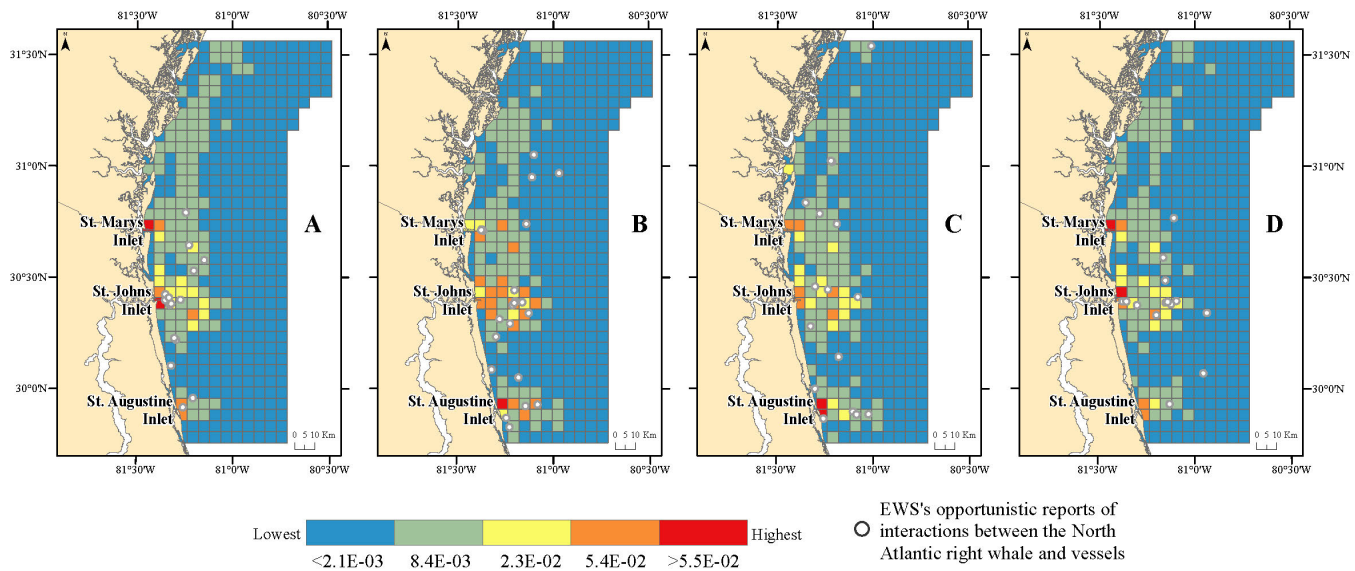 81°30'W 81°0'W 80°30'W 81°30'W 81°0'W 80°30'W 81°30'W 81°0'W 80°30'W 81°30'W 81°0'W 80°30'W
N N N N
31°30'N 31°30'N
31°0'N 31°0'N
St. Marys
Inlet
A
St. Marys
Inlet
B
St. Marys
Inlet
C
St. Marys
Inlet
D
30°30'N 30°30'N
St. Johns
Inlet
St. Johns
Inlet
St. Johns
Inlet
St. Johns
Inlet
30°0'N 30°0'N
St. Augustine
Inlet
St. Augustine
Inlet
St. Augustine
Inlet
St. Augustine
Inlet
0 5 10 Km 0 5 10 Km 0 5 10 Km 0 5 10 Km
81°30'W 81°0'W 80°30'W 81°30'W 81°0'W 80°30'W 81°30'W 81°0'W 80°30'W 81°30'W 81°0'W 80°30'W
Lowest Highest
<2.1E-03 8.4E-03 2.3E-02 5.4E-02 >5.5E-02
EWS's opportunistic reports of
interactions between the North
Atlantic right whale and vessels